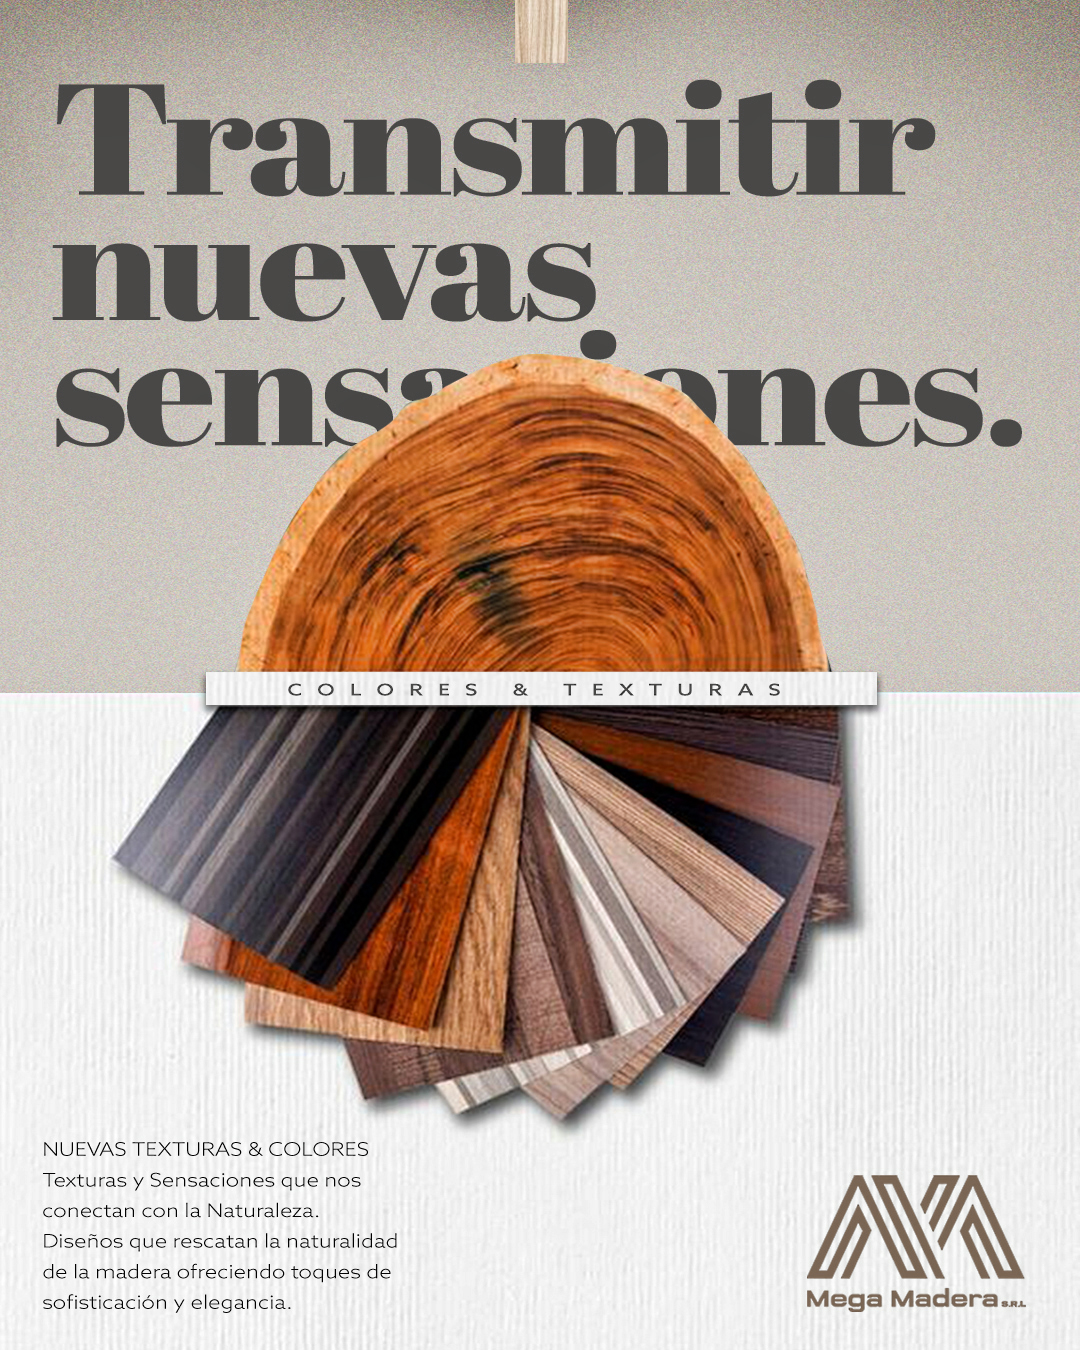 Transmitir
nuevas
sensaciones.
COLORES & TEXTURAS
NUEVAS TEXTURAS & COLORES
Texturas y Sensaciones que nos
conectan con la Naturaleza.
Diseños que rescatan la naturalidad
de la madera ofreciendo toques de
sofisticación y elegancia.
Mega Madera S.R.L